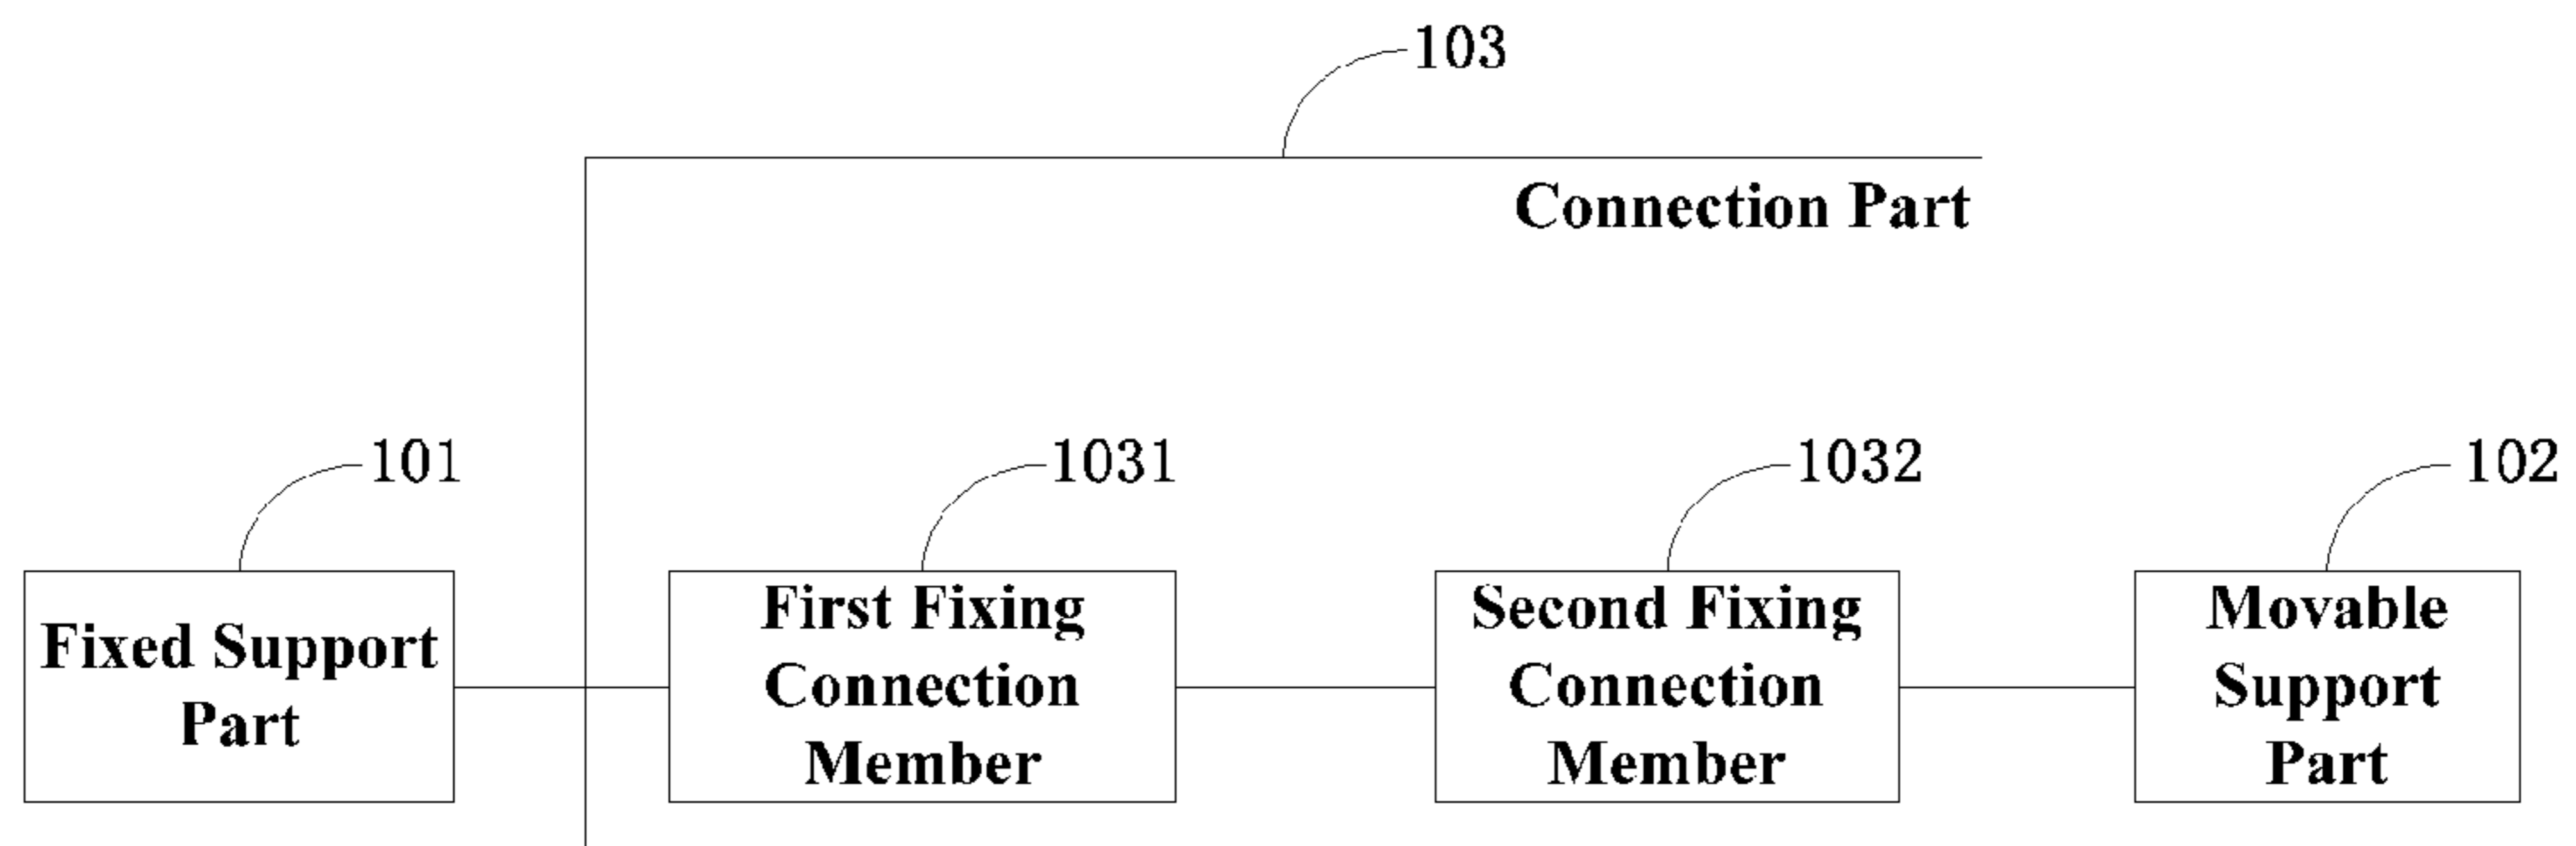 103
Connection Part
101
1031
1032
102
Fixed Support
Part
First Fixing
Connection
Member
Second Fixing
Connection
Member
Movable
Support
Part